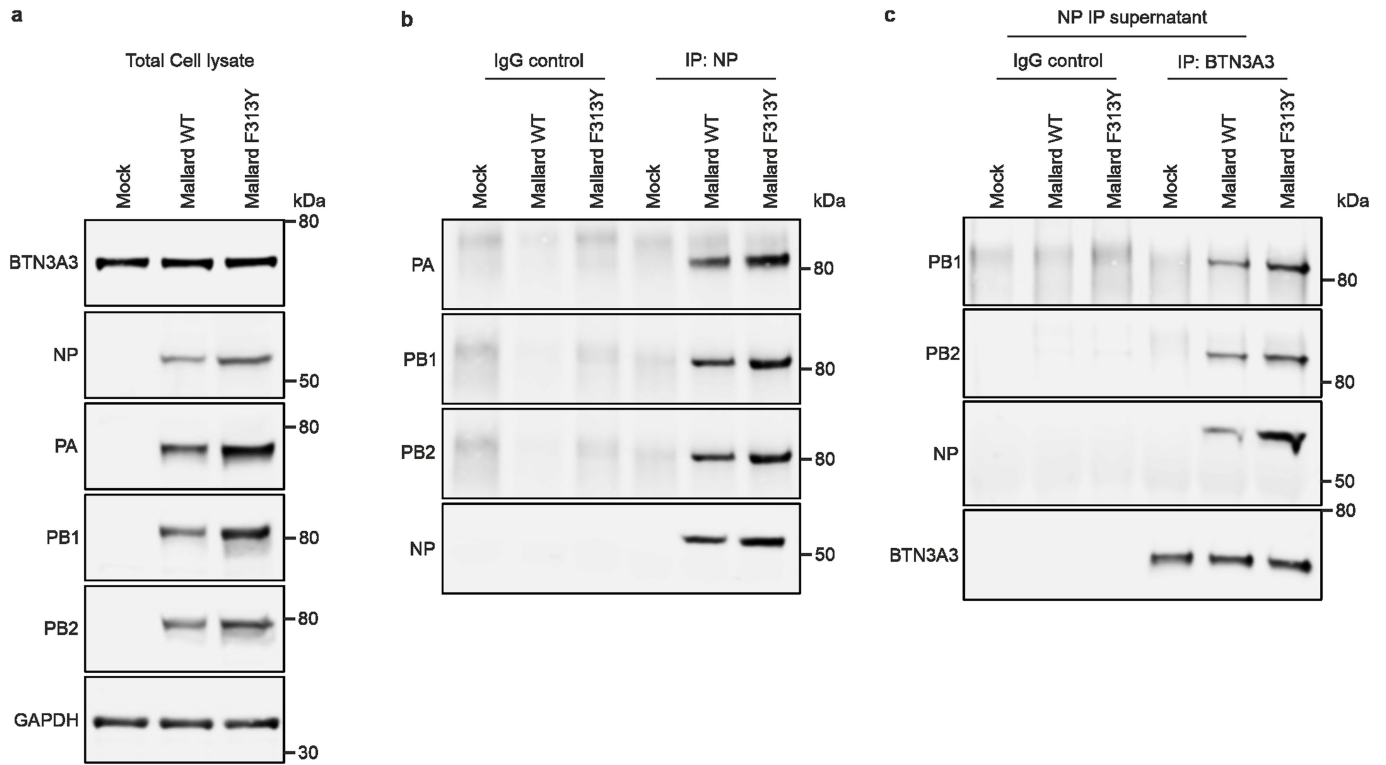 a
Total Cell lysate
Mock
Mallard WT
Mallard F313Y
kDa
BTN3A3
80
NP
50
PA
80
PB1
80
PB2
80
GAPDH
30
b
IgG control
IP: NP
Mock
Mallard WT
Mallard F313Y
Mock
Mallard WT
Mallard F313Y
kDa
PA
80
PB1
80
PB2
80
NP
50
c
NP IP supernatant
IgG control
IP: BTN3A3
Mock
Mallard WT
Mallard F313Y
Mock
Mallard WT
Mallard F313Y
kDa
PB1
80
PB2
80
NP
50
80
BTN3A3